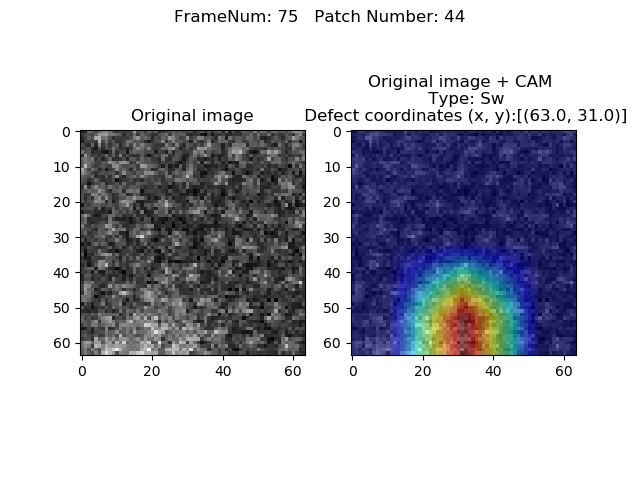 FrameNum: 75   Patch Number: 44
Original image
0
10
20
30
40
50
60
0 20 40 60
Original image + CAM
Type: Sw
Defect coordinates (x, y):[(63.0, 31.0)]
0
10
20
30
40
50
60
0 20 40 60